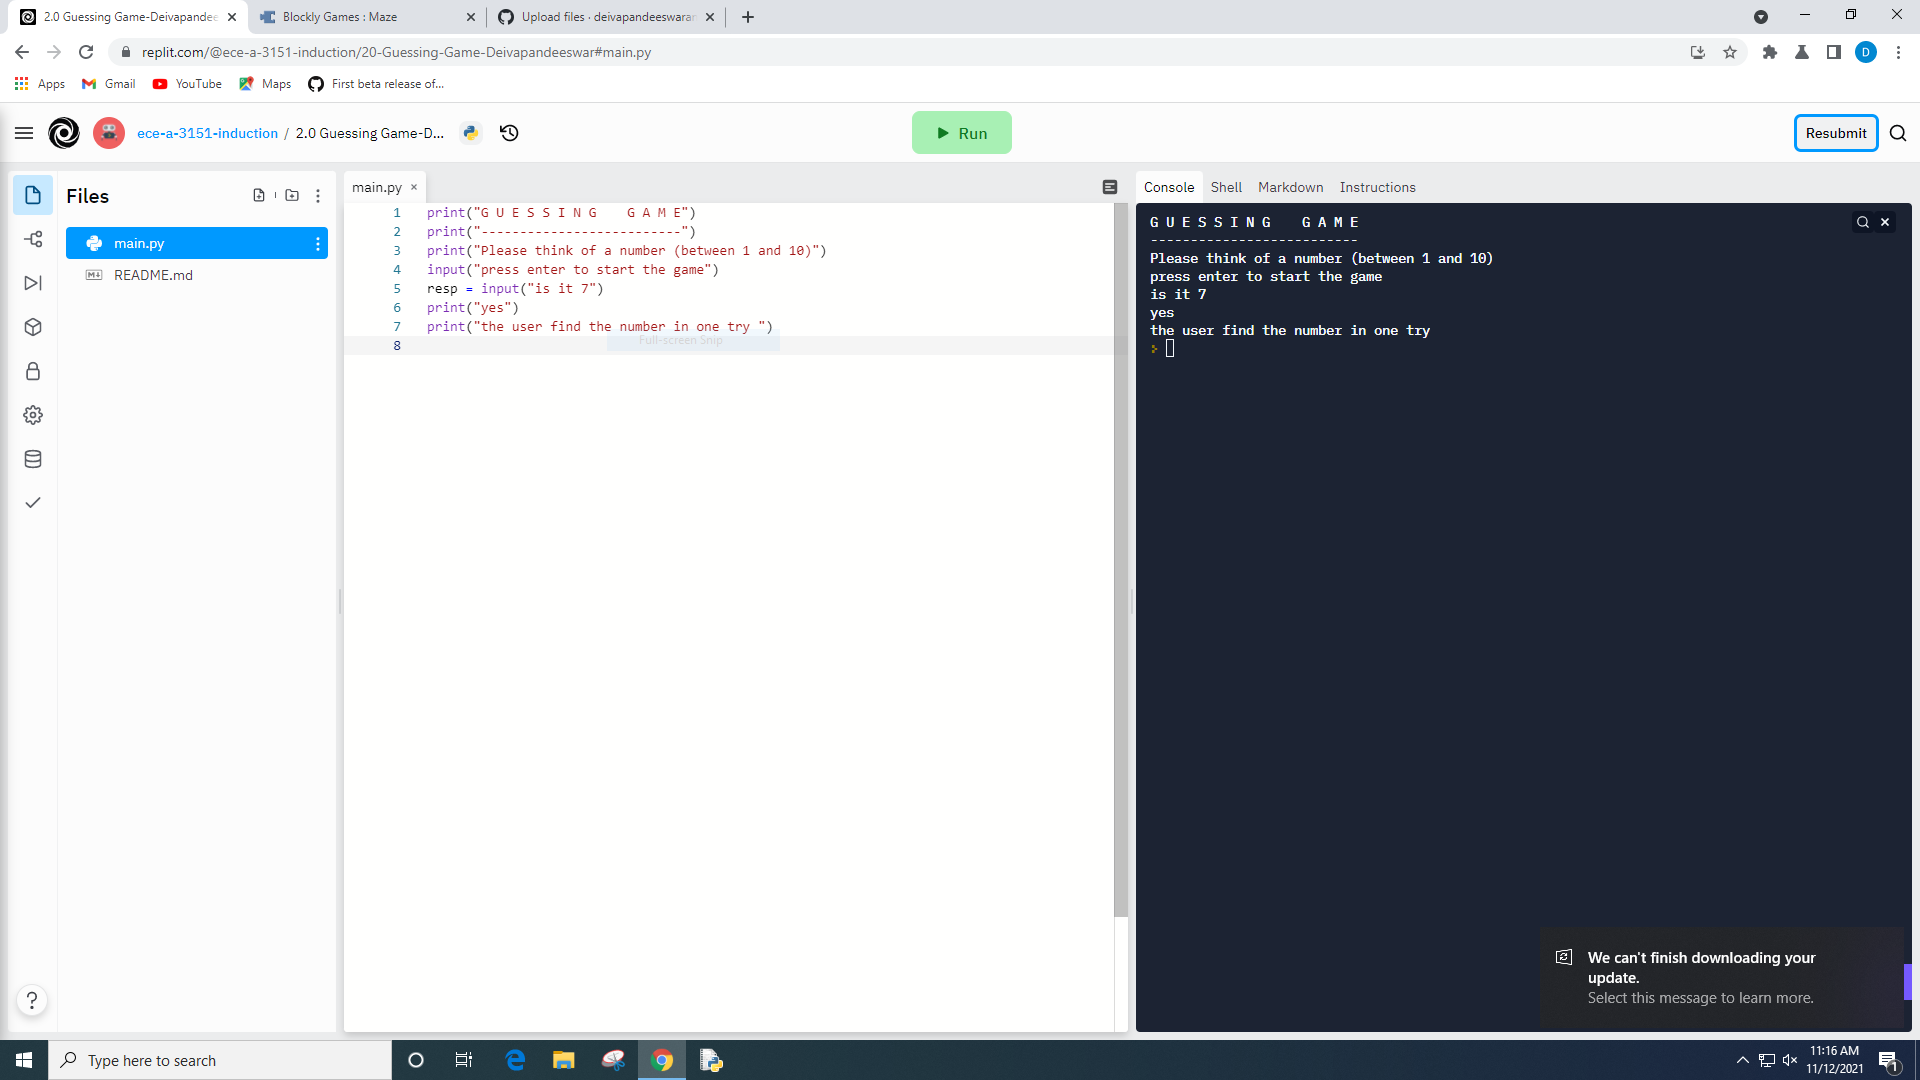 2.0 Guessing Game-Deivapandee
Blockly Games : Maze
Upload files · deivapandeeswaran
replit.com/@ece-a-3151-induction/20-Guessing-Game-Deivapandeeswar#main.py
D
Apps
Gmail
YouTube
Maps
First beta release of...
ece-a-3151-induction / 2.0 Guessing Game-D...
Run
Resubmit
Files
main.py
README.md
main.py
1 print("G U E S S I N G    G A M E")
2 print("--------------------------")
3 print("Please think of a number (between 1 and 10)")
4 input("press enter to start the game")
5 resp = input("is it 7")
6 print("yes")
7 print("the user find the number in one try ")
Full-screen Snip
8
Console Shell Markdown Instructions
G U E S S I N G    G A M E
--------------------------
Please think of a number (between 1 and 10)
press enter to start the game
is it 7
yes
the user find the number in one try
We can't finish downloading your
update.
Select this message to learn more.
?
Type here to search
11:16 AM
11/12/2021
1